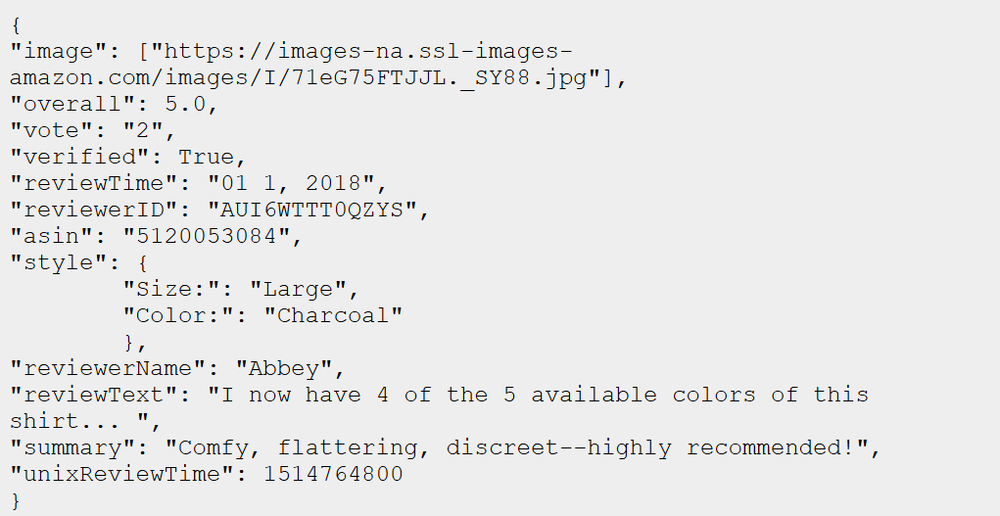 {
"image": ["https://images-na.ssl-images-
amazon.com/images/I/71eG75FTJJL._SY88.jpg"],
"overall": 5.0,
"vote": "2",
"verified": True,
"reviewTime": "01 1, 2018",
"reviewerID": "AUI6WTTT0QZYS",
"asin": "5120053084",
"style": {
        "Size:": "Large",
        "Color:": "Charcoal"
        },
"reviewerName": "Abbey",
"reviewText": "I now have 4 of the 5 available colors of this
shirt... ",
"summary": "Comfy, flattering, discreet--highly recommended!",
"unixReviewTime": 1514764800
}